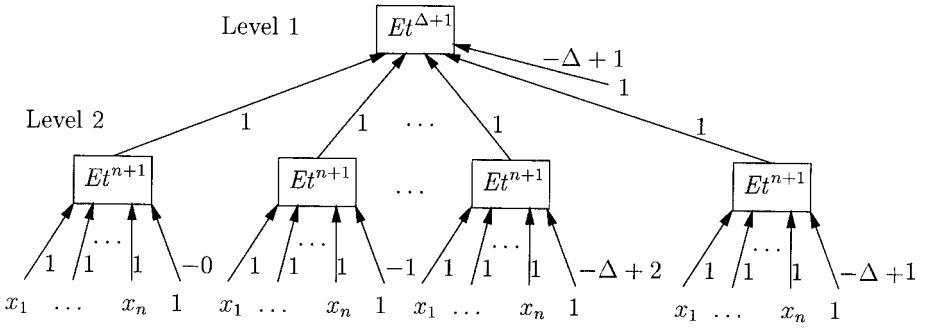 Level 1
Et^{Δ+1}
−Δ + 1
1
Level 2
1 1 ... 1 1
Et^{n+1} Et^{n+1} ... Et^{n+1} Et^{n+1}
... ... ... ...
1 1 1 −0 1 1 1 −1 1 1 1 −Δ + 2 1 1 1 −Δ + 1
x_1 ... x_n 1 x_1 ... x_n 1 x_1 ... x_n 1 x_1 ... x_n 1